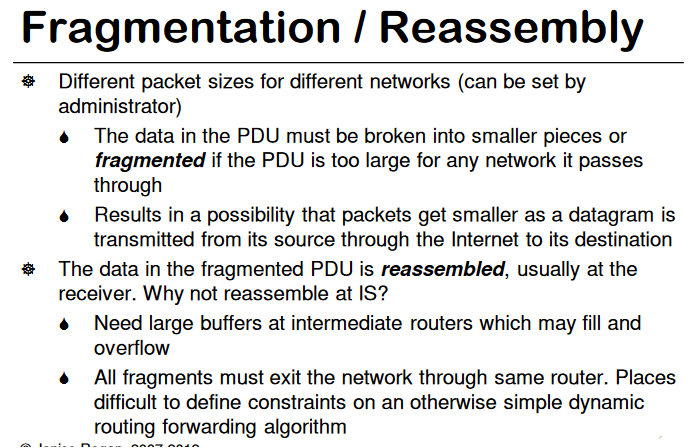 Fragmentation / Reassembly
Different packet sizes for different networks (can be set by
administrator)
The data in the PDU must be broken into smaller pieces or
fragmented if the PDU is too large for any network it passes
through
Results in a possibility that packets get smaller as a datagram is
transmitted from its source through the Internet to its destination
The data in the fragmented PDU is reassembled, usually at the
receiver. Why not reassemble at IS?
Need large buffers at intermediate routers which may fill and
overflow
All fragments must exit the network through same router. Places
difficult to define constraints on an otherwise simple dynamic
routing forwarding algorithm